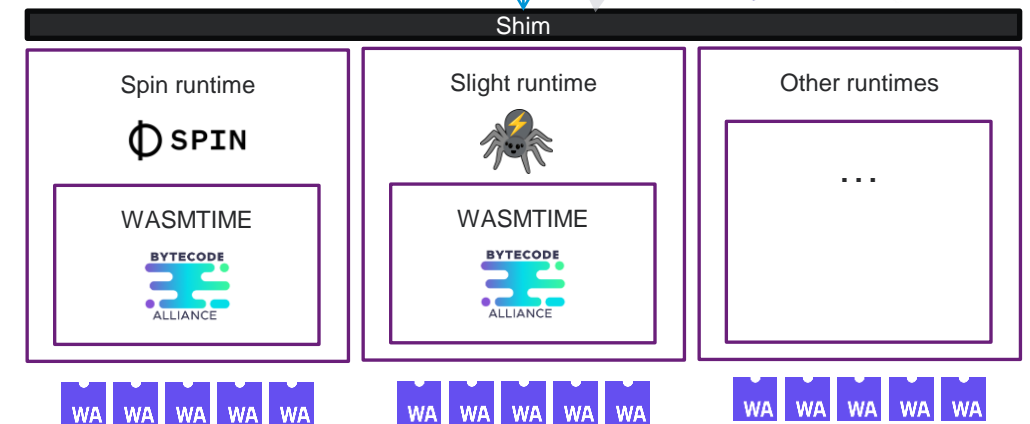 Shim
Spin runtime
SPIN
WASMTIME
BYTECODE
ALLIANCE
Slight runtime
WASMTIME
BYTECODE
ALLIANCE
Other runtimes
...
WA WA WA WA WA
WA WA WA WA WA
WA WA WA WA WA